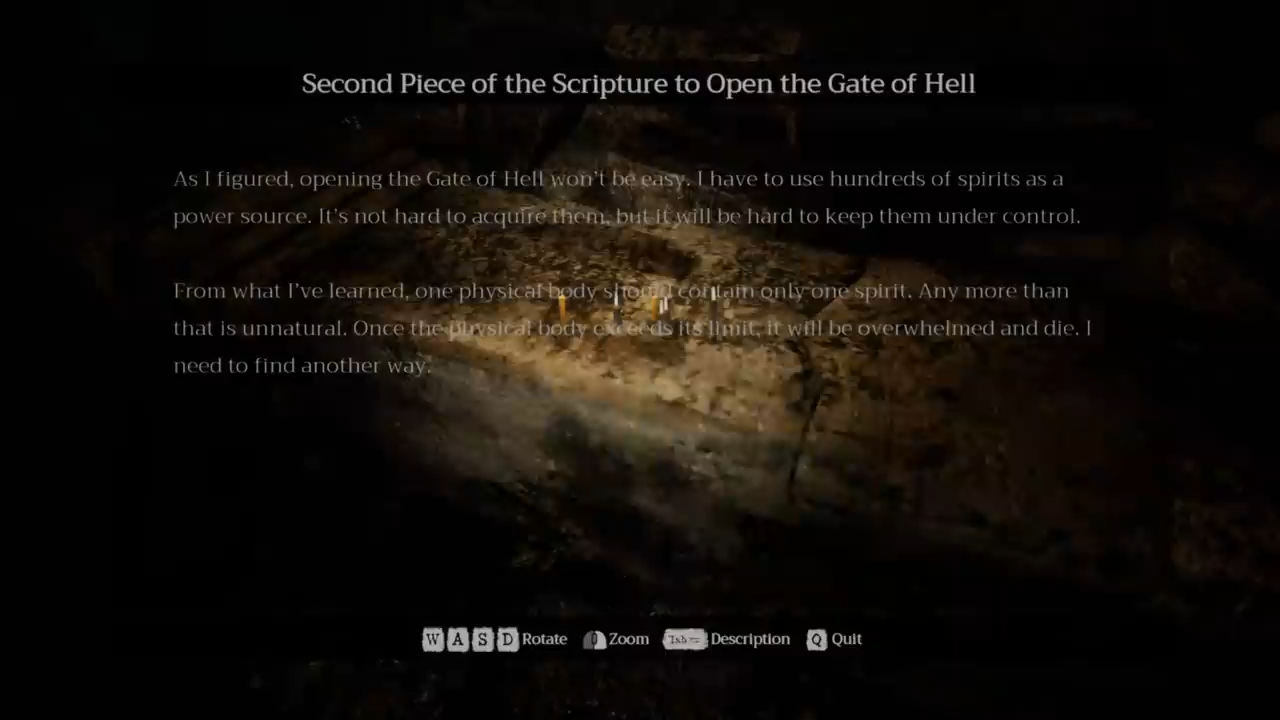 Second Piece of the Scripture to Open the Gate of Hell
As I figured, opening the Gate of Hell won't be easy. I have to use hundreds of spirits as a
power source. It's not hard to acquire them, but it will be hard to keep them under control.
From what I've learned, one physical body should contain only one spirit. Any more than
that is unnatural. Once the physical body exceeds its limit, it will be overwhelmed and die. I
need to find another way.
W A S D Rotate Zoom Tab Description Q Quit